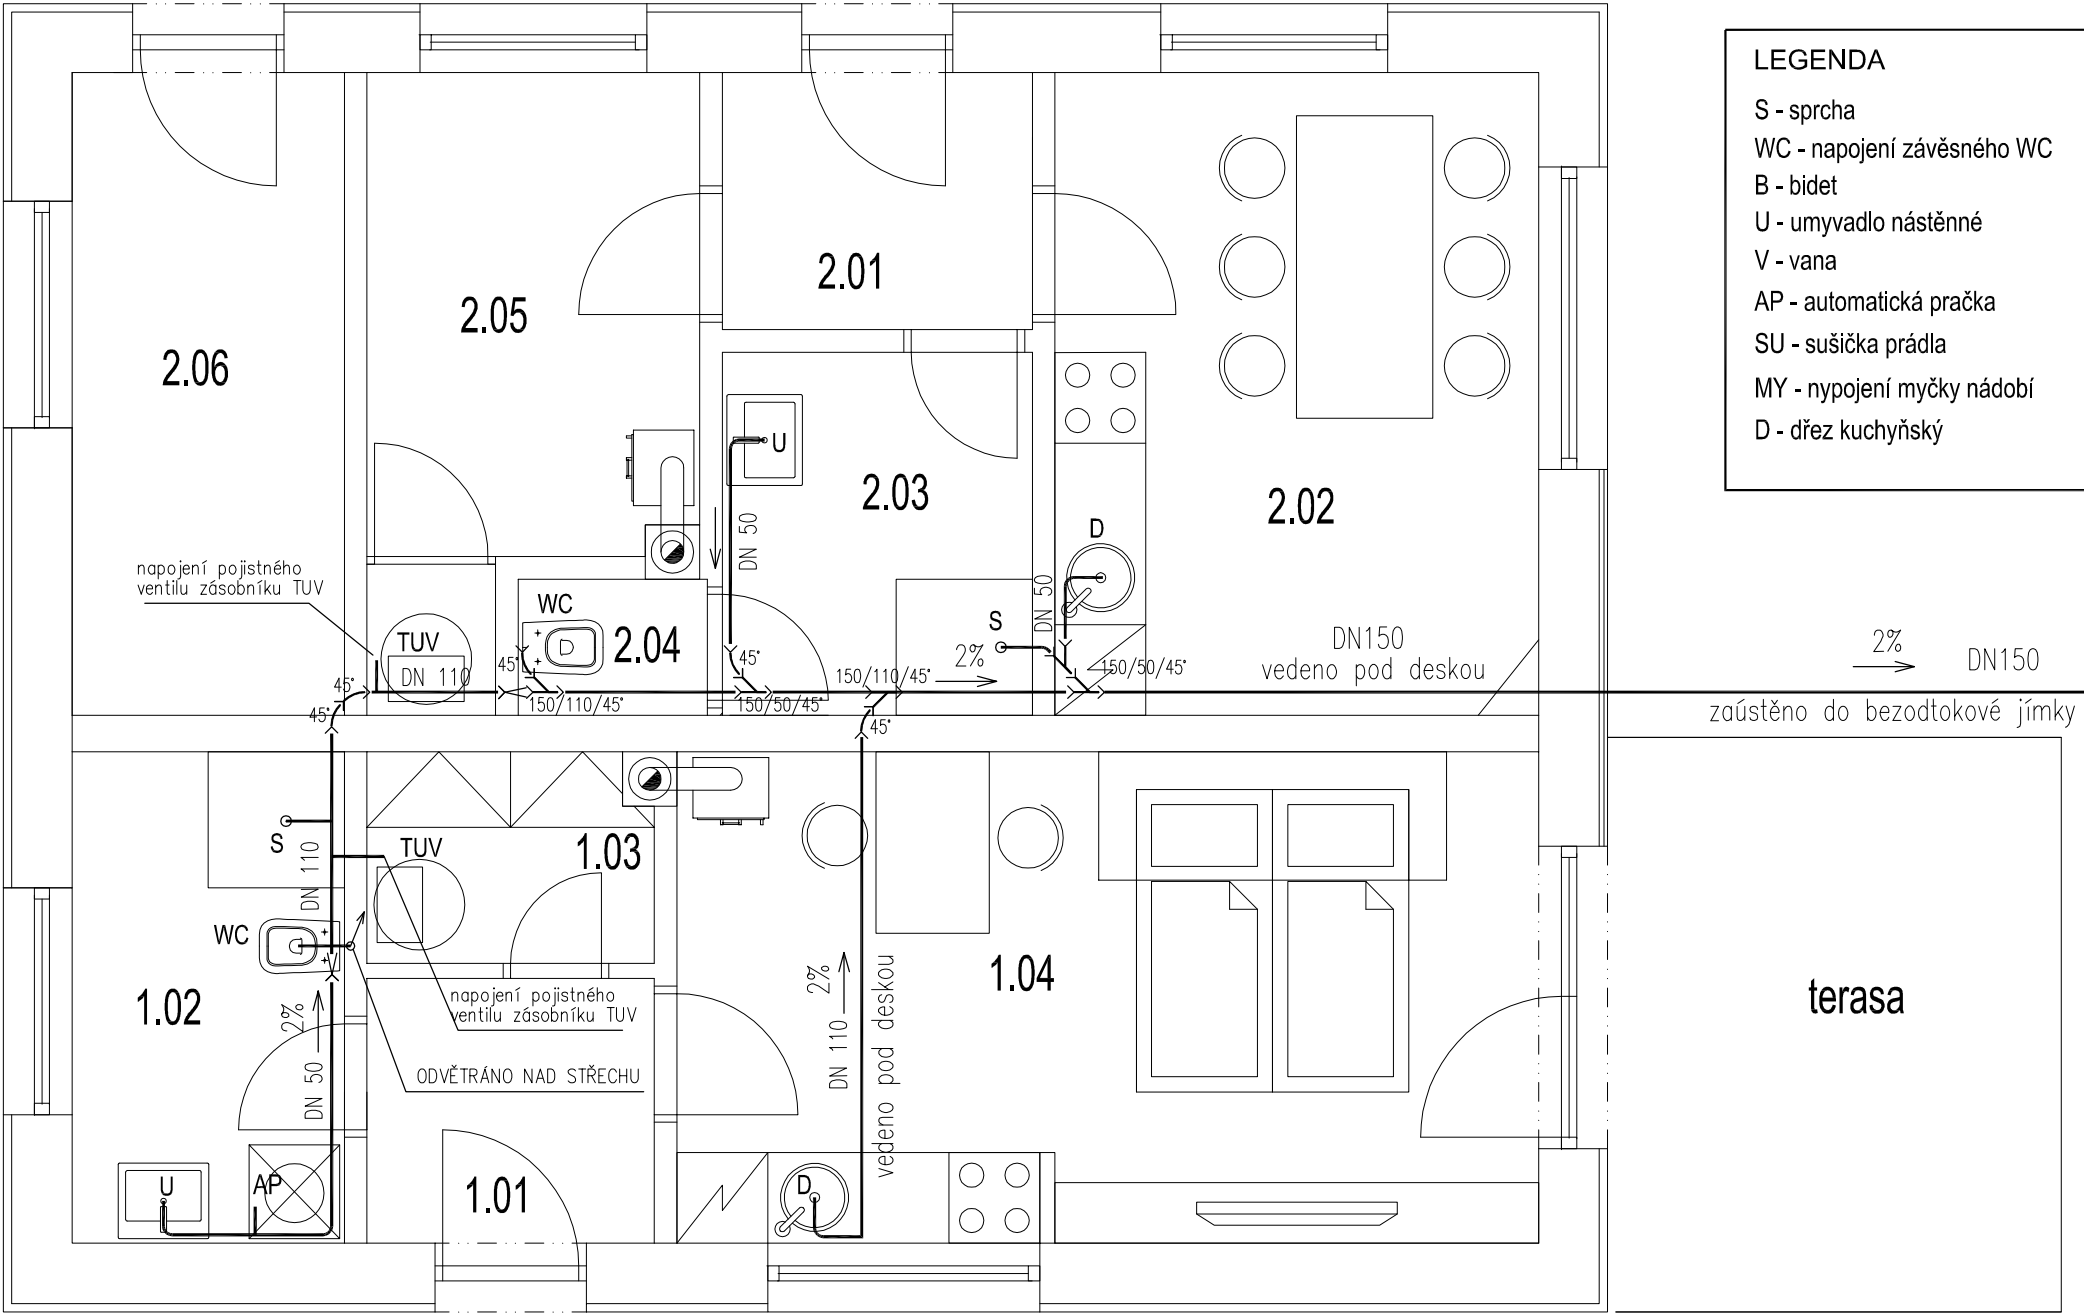 LEGENDA
S - sprcha
WC - napojení závěsného WC
B - bidet
U - umyvadlo nástěnné
V - vana
AP - automatická pračka
SU - sušička prádla
MY - nypojení myčky nádobí
D - dřez kuchyňský
2.01
2.05
2.06
U
2.03
2.02
D
DN 50
napojení pojistného
ventilu zásobníku TUV
WC
TUV
2.04
DN 50
S
DN 110
45°
45°
2%
150/110/45°
150/50/45°
DN150
vedeno pod deskou
2%
DN150
45°
45°
150/110/45°
150/50/45°
45°
zaústěno do bezodtokové jímky
S
DN 110
TUV
1.03
WC
1.02
2%
DN 50
napojení pojistného
ventilu zásobníku TUV
ODVĚTRÁNO NAD STŘECHU
2%
DN 110
vedeno pod deskou
1.04
terasa
U
AP
1.01
D